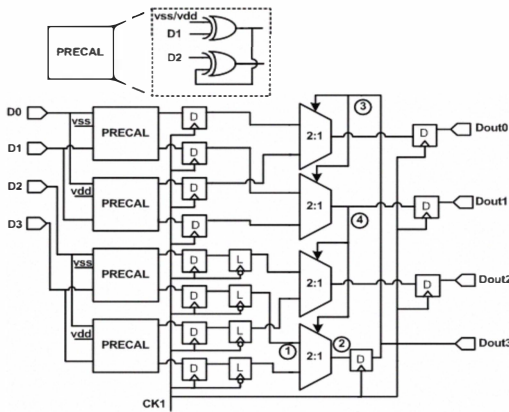 vss/vdd
PRECAL
D1
D2
D0
PRECAL
D
2:1
3
D
Dout0
vss
D1
D
D2
vdd
PRECAL
D
2:1
4
D
Dout1
D3
D
vss
PRECAL
D
L
2:1
D
Dout2
D
L
vdd
PRECAL
D
L
1
2:1
2
D
Dout3
D
L
CK1